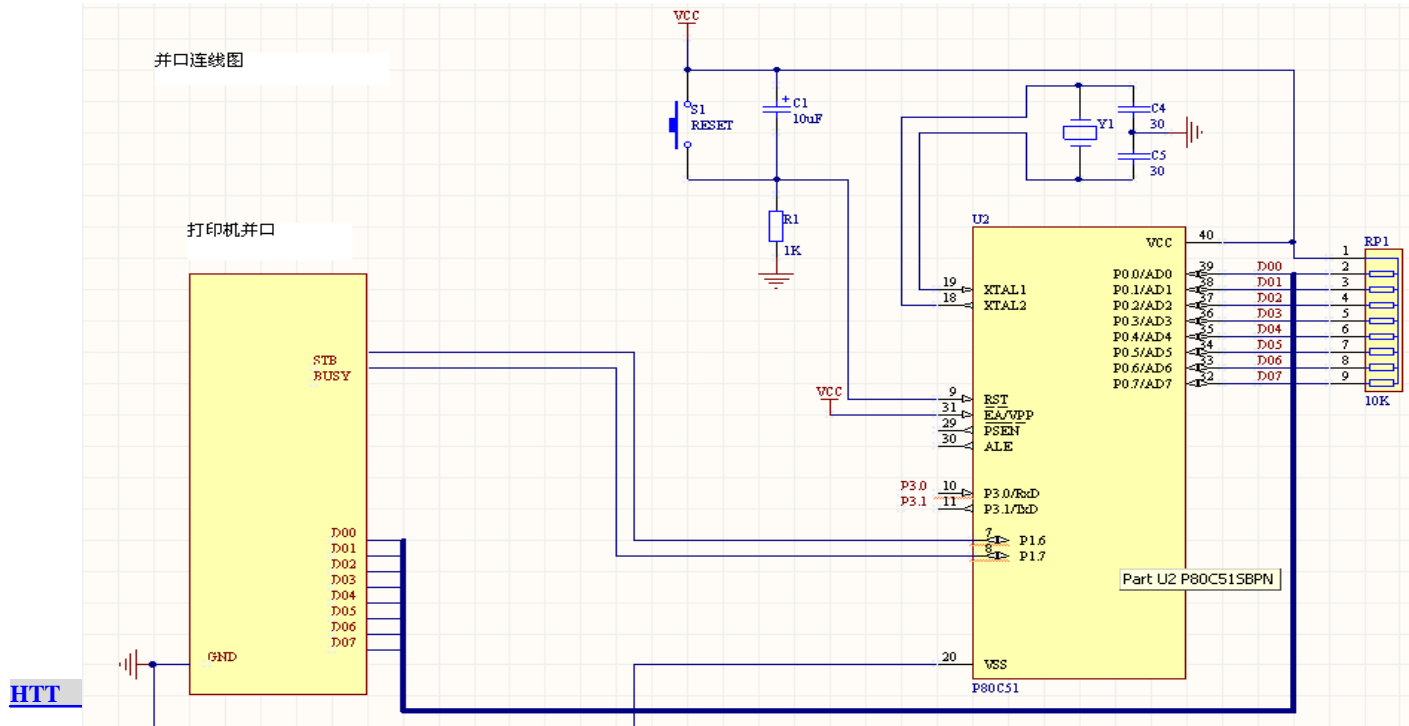 并口连线图
VCC
S1
RESET
C1
10uF
R1
1K
Y1
C4
30
C5
30
打印机并口
STB
BUSY
D00
D01
D02
D03
D04
D05
D06
D07
GND
VCC
P3.0
P3.1
U2
19 XTAL1
18 XTAL2
9 RST
31 EA/VPP
29 PSEN
30 ALE
10 P3.0/RxD
11 P3.1/TxD
7 P1.6
8 P1.7
20 VSS
P80C51
VCC 40
P0.0/AD0 39 D00
P0.1/AD1 38 D01
P0.2/AD2 37 D02
P0.3/AD3 36 D03
P0.4/AD4 35 D04
P0.5/AD5 34 D05
P0.6/AD6 33 D06
P0.7/AD7 32 D07
RP1
1
2
3
4
5
6
7
8
9
10K
Part U2 P80C51SBPN
HTT